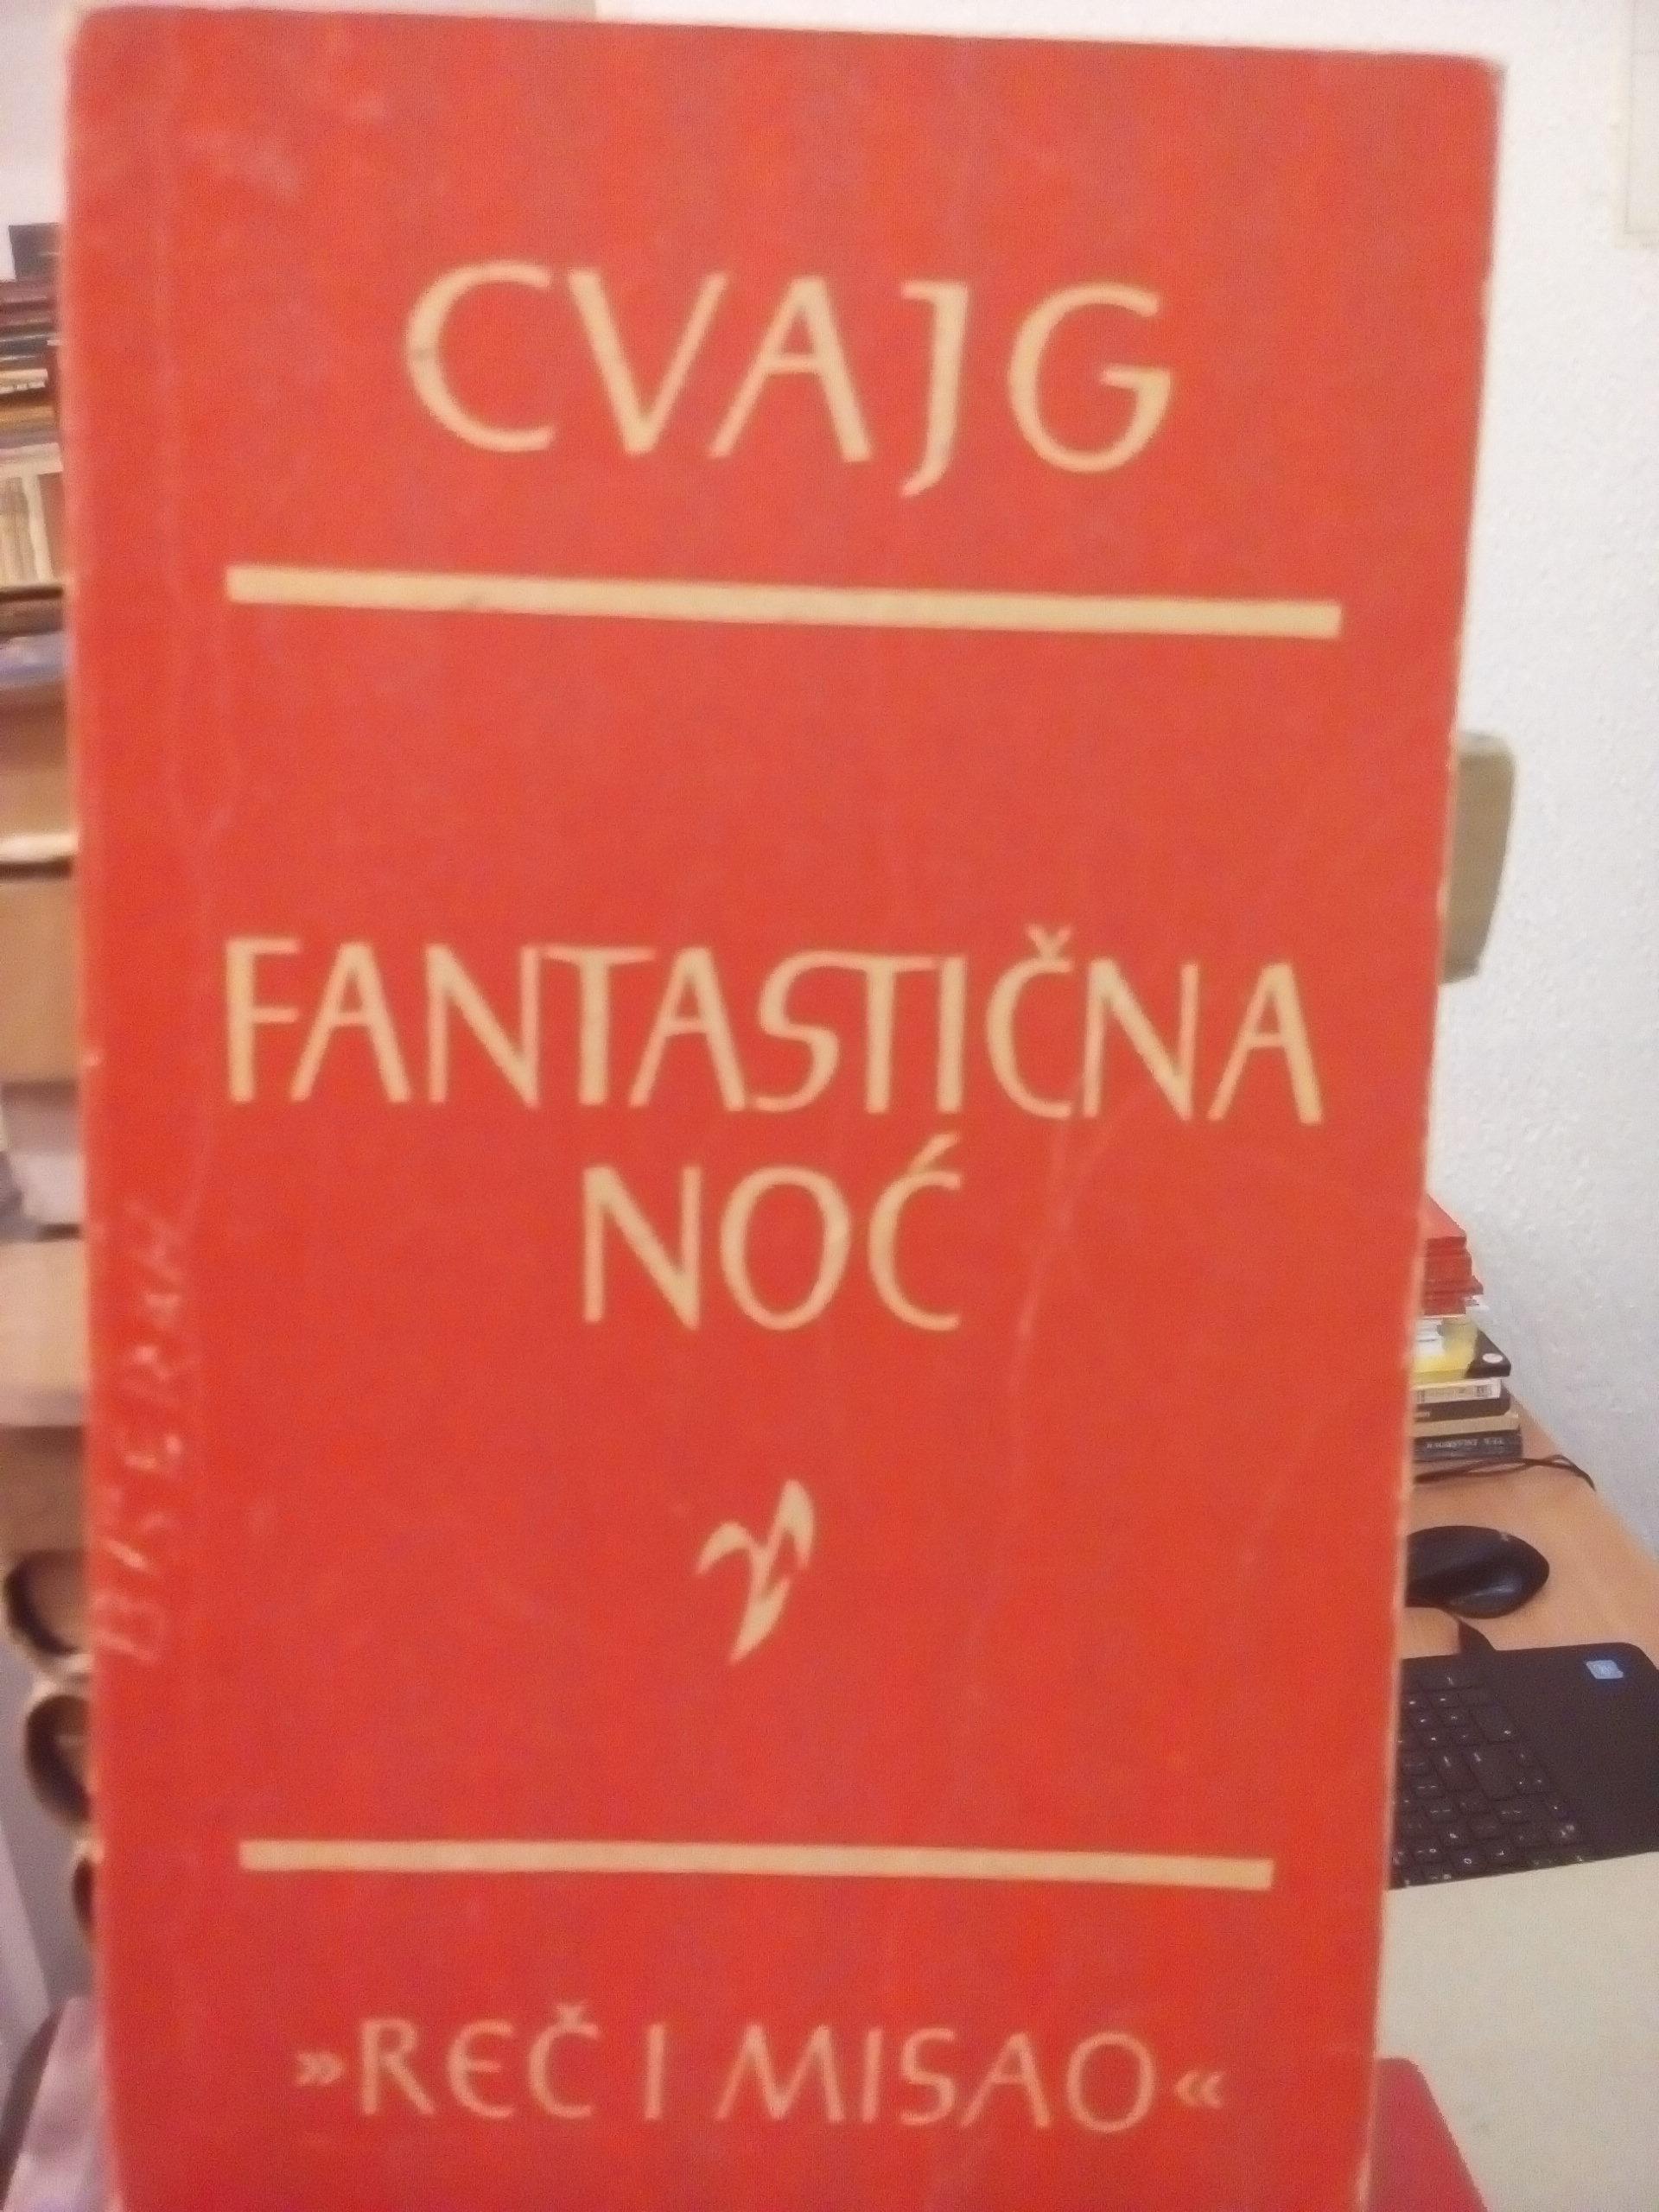 CVAJG
FANTASTIČNA
NOĆ
»REČ I MISAO«